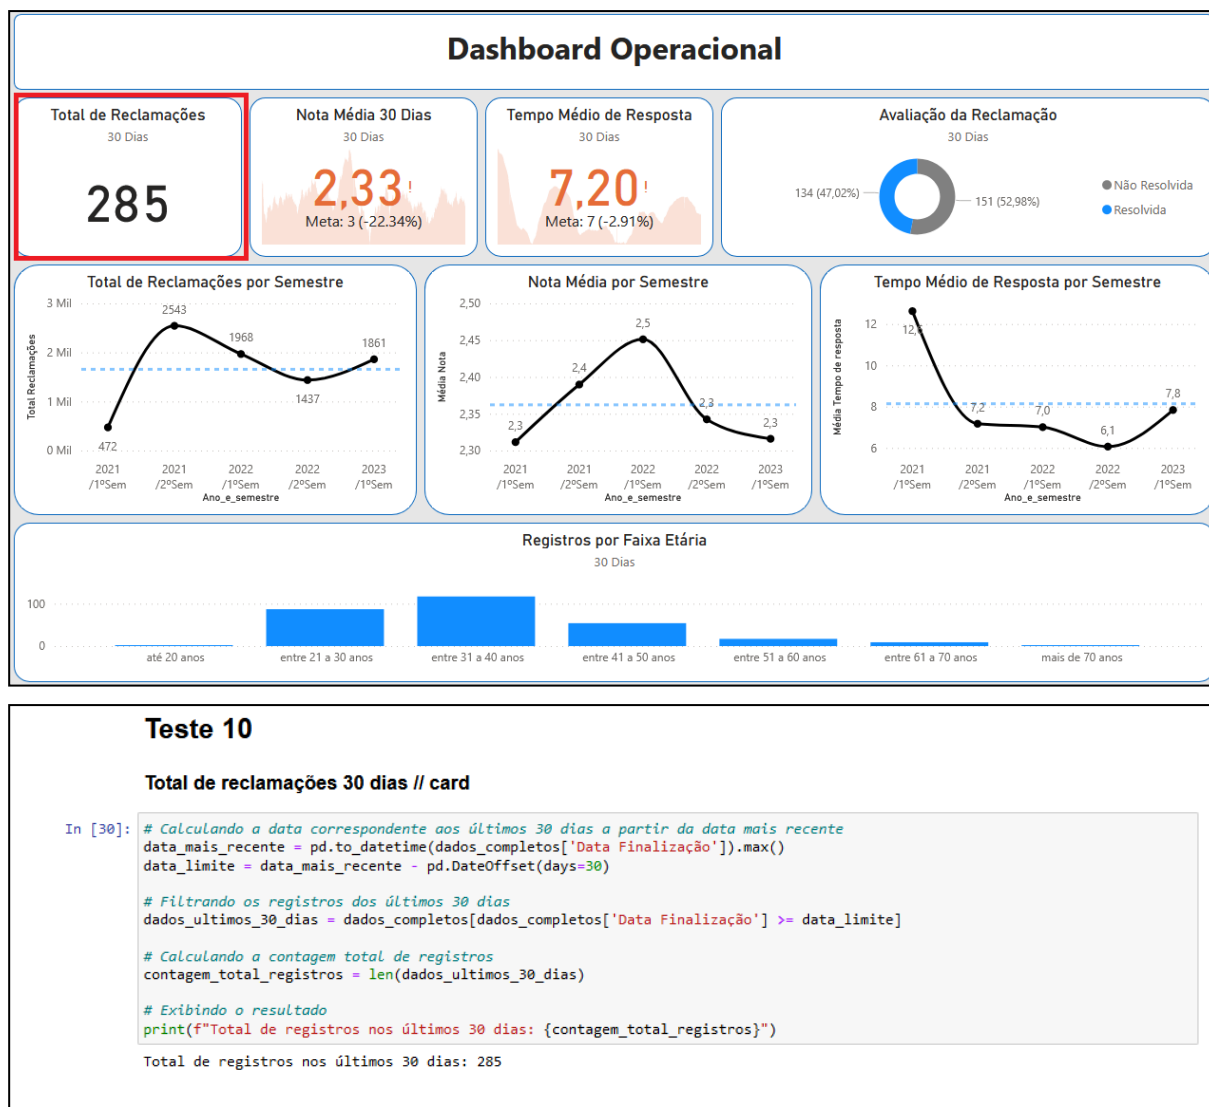 Dashboard Operacional
Total de Reclamações
30 Dias
285
Nota Média 30 Dias
30 Dias
2,33!
Meta: 3 (-22.34%)
Tempo Médio de Resposta
30 Dias
7,20!
Meta: 7 (-2.91%)
Avaliação da Reclamação
30 Dias
134 (47,02%)
151 (52,98%)
Não Resolvida
Resolvida
Total de Reclamações por Semestre
Total Reclamações
3 Mil
2 Mil
1 Mil
0 Mil
472
2543
1968
1437
1861
2021 2021 2022 2022 2023
/1ºSem /2ºSem /1ºSem /2ºSem /1ºSem
Ano_e_semestre
Nota Média por Semestre
Média Nota
2,50
2,45
2,40
2,35
2,30
2,3
2,4
2,5
2,3
2,3
2021 2021 2022 2022 2023
/1ºSem /2ºSem /1ºSem /2ºSem /1ºSem
Ano_e_semestre
Tempo Médio de Resposta por Semestre
Média Tempo de resposta
12
10
8
6
12,6
7,2
7,0
6,1
7,8
2021 2021 2022 2022 2023
/1ºSem /2ºSem /1ºSem /2ºSem /1ºSem
Ano_e_semestre
Registros por Faixa Etária
30 Dias
100
0
até 20 anos entre 21 a 30 anos entre 31 a 40 anos entre 41 a 50 anos entre 51 a 60 anos entre 61 a 70 anos mais de 70 anos
Teste 10
Total de reclamações 30 dias // card
In [30]: # Calculando a data correspondente aos últimos 30 dias a partir da data mais recente
data_mais_recente = pd.to_datetime(dados_completos['Data Finalização']).max()
data_limite = data_mais_recente - pd.DateOffset(days=30)
# Filtrando os registros dos últimos 30 dias
dados_ultimos_30_dias = dados_completos[dados_completos['Data Finalização'] >= data_limite]
# Calculando a contagem total de registros
contagem_total_registros = len(dados_ultimos_30_dias)
# Exibindo o resultado
print(f"Total de registros nos últimos 30 dias: {contagem_total_registros}")
Total de registros nos últimos 30 dias: 285